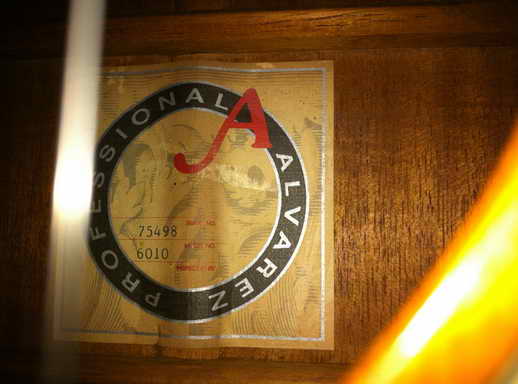 PROFESSIONAL
A
ALVAREZ
75498
6010